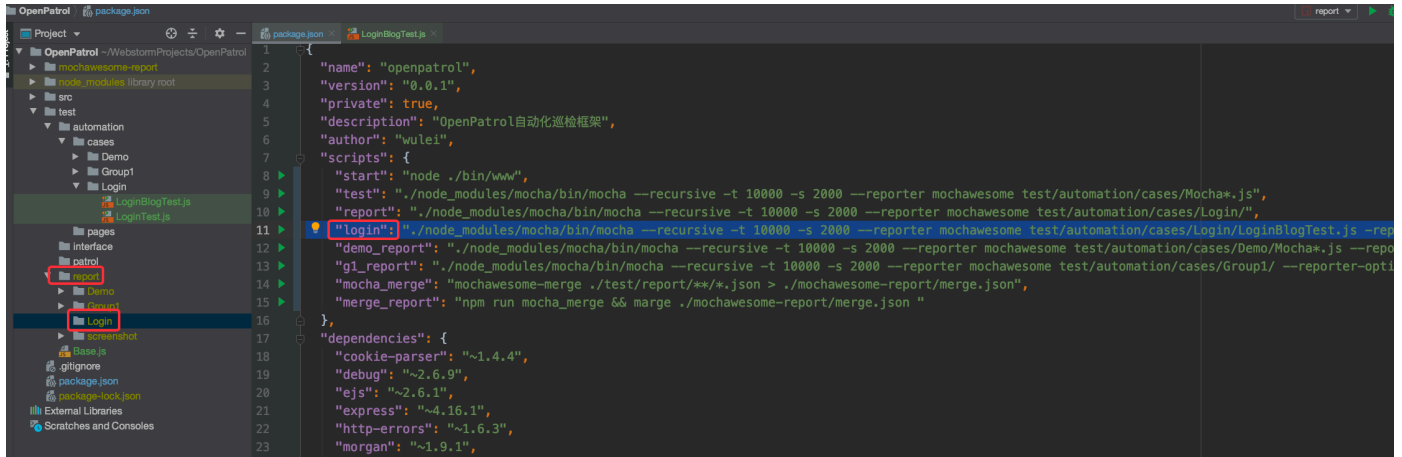 OpenPatrol package.json
report
Project
package.json
LoginBlogTest.js
OpenPatrol ~/WebstormProjects/OpenPatrol
mochawesome-report
node_modules library root
src
test
automation
cases
Demo
Group1
Login
LoginBlogTest.js
LoginTest.js
pages
interface
patrol
report
Demo
Group1
Login
screenshot
Base.js
.gitignore
package.json
package-lock.json
External Libraries
Scratches and Consoles
1 {
2 "name": "openpatrol",
3 "version": "0.0.1",
4 "private": true,
5 "description": "OpenPatrol自动化巡检框架",
6 "author": "wulei",
7 "scripts": {
8 "start": "node ./bin/www",
9 "test": "./node_modules/mocha/bin/mocha --recursive -t 10000 -s 2000 --reporter mochawesome test/automation/cases/Mocha*.js",
10 "report": "./node_modules/mocha/bin/mocha --recursive -t 10000 -s 2000 --reporter mochawesome test/automation/cases/Login/",
11 "login": "./node_modules/mocha/bin/mocha --recursive -t 10000 -s 2000 --reporter mochawesome test/automation/cases/Login/LoginBlogTest.js -rep
12 "demo_report": "./node_modules/mocha/bin/mocha --recursive -t 10000 -s 2000 --reporter mochawesome test/automation/cases/Demo/Mocha*.js --repo
13 "g1_report": "./node_modules/mocha/bin/mocha --recursive -t 10000 -s 2000 --reporter mochawesome test/automation/cases/Group1/ --reporter-opti
14 "mocha_merge": "mochawesome-merge ./test/report/**/*.json > ./mochawesome-report/merge.json",
15 "merge_report": "npm run mocha_merge && marge ./mochawesome-report/merge.json "
16 },
17 "dependencies": {
18 "cookie-parser": "~1.4.4",
19 "debug": "~2.6.9",
20 "ejs": "~2.6.1",
21 "express": "~4.16.1",
22 "http-errors": "~1.6.3",
23 "morgan": "~1.9.1",